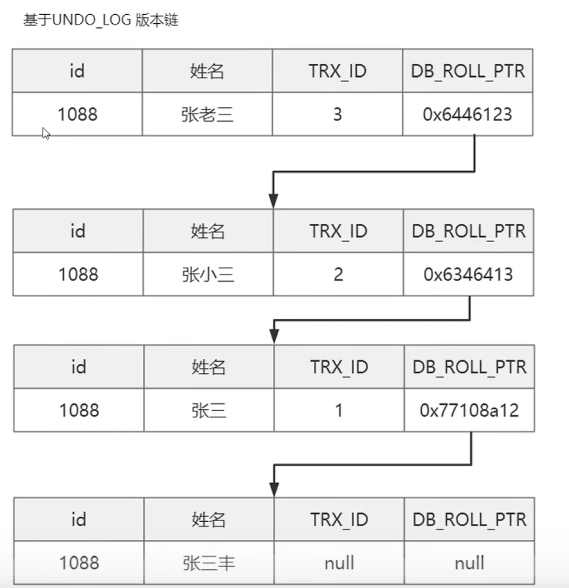 基于UNDO_LOG 版本链
id 姓名 TRX_ID DB_ROLL_PTR
1088 张老三 3 0x6446123
id 姓名 TRX_ID DB_ROLL_PTR
1088 张小三 2 0x6346413
id 姓名 TRX_ID DB_ROLL_PTR
1088 张三 1 0x77108a12
id 姓名 TRX_ID DB_ROLL_PTR
1088 张三丰 null null